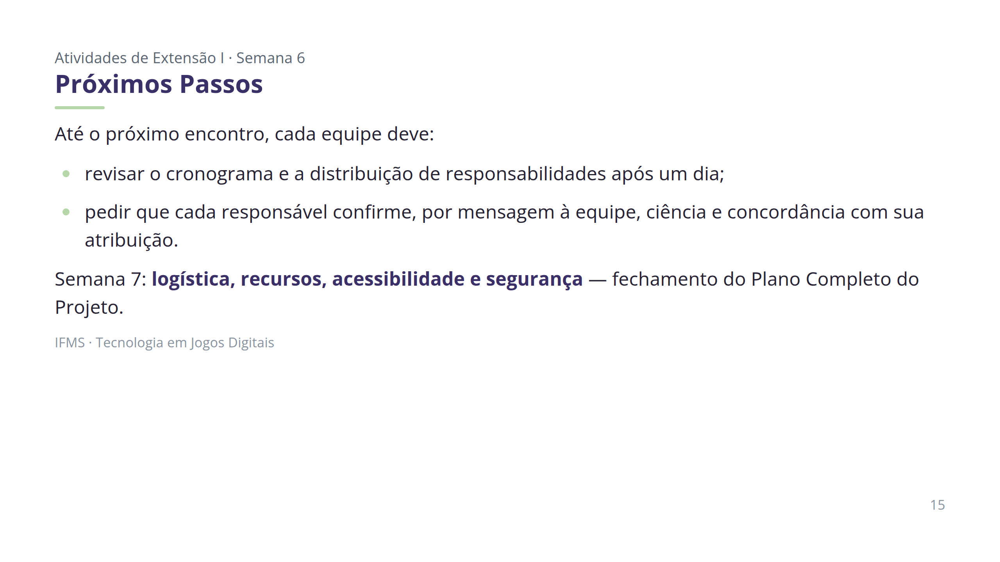 Atividades de Extensão I · Semana 6
Próximos Passos
Até o próximo encontro, cada equipe deve:
revisar o cronograma e a distribuição de responsabilidades após um dia;
pedir que cada responsável confirme, por mensagem à equipe, ciência e concordância com sua
atribuição.
Semana 7: logística, recursos, acessibilidade e segurança — fechamento do Plano Completo do
Projeto.
IFMS · Tecnologia em Jogos Digitais
15